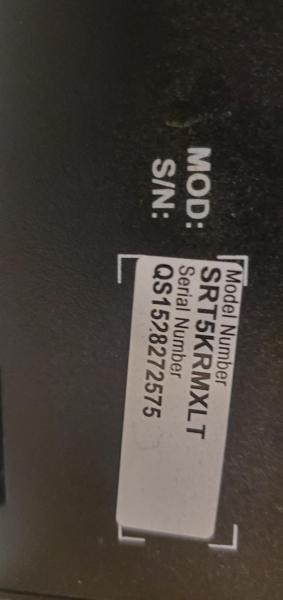 MOD:
S/N:
Model Number
SRT5KRMXLT
Serial Number
QS1528272575